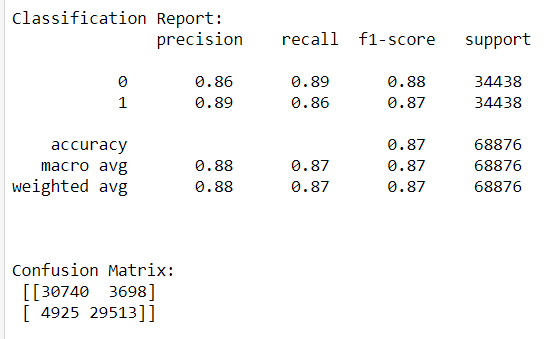 Classification Report:
precision recall f1-score support
0 0.86 0.89 0.88 34438
1 0.89 0.86 0.87 34438
accuracy 0.87 68876
macro avg 0.88 0.87 0.87 68876
weighted avg 0.88 0.87 0.87 68876
Confusion Matrix:
[[30740 3698]
[ 4925 29513]]